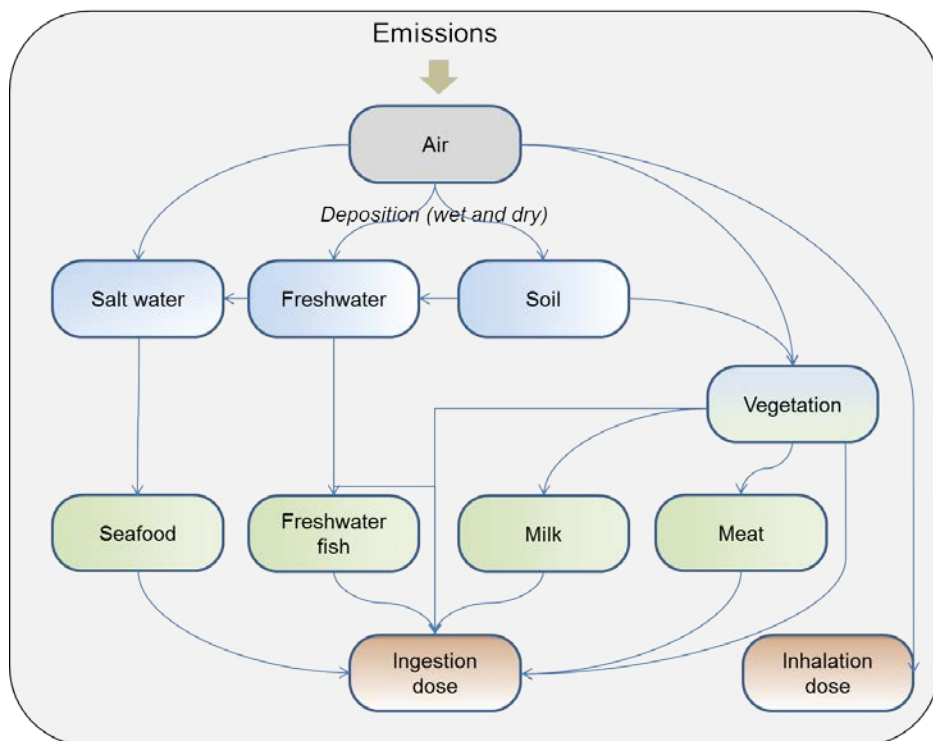 Emissions
Air
Deposition (wet and dry)
Salt water
Freshwater
Soil
Vegetation
Seafood
Freshwater
fish
Milk
Meat
Ingestion
dose
Inhalation
dose